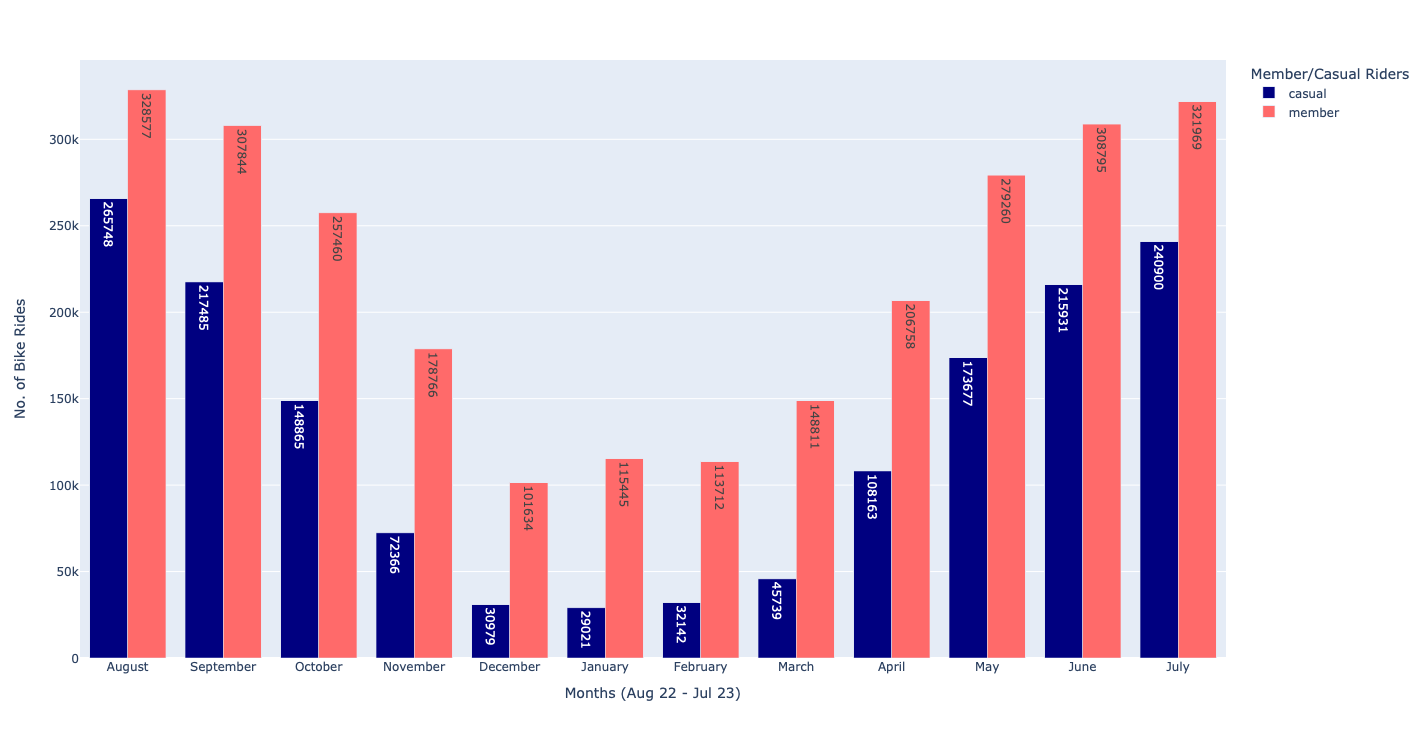 Member/Casual Riders
casual
member
No. of Bike Rides
300k
250k
200k
150k
100k
50k
0
265748
328577
217485
307844
148865
257460
72366
178766
30979
101634
29021
115445
32142
113712
45739
148811
108163
206758
173677
279260
215931
308795
240900
321969
August September October November December January February March April May June July
Months (Aug 22 - Jul 23)